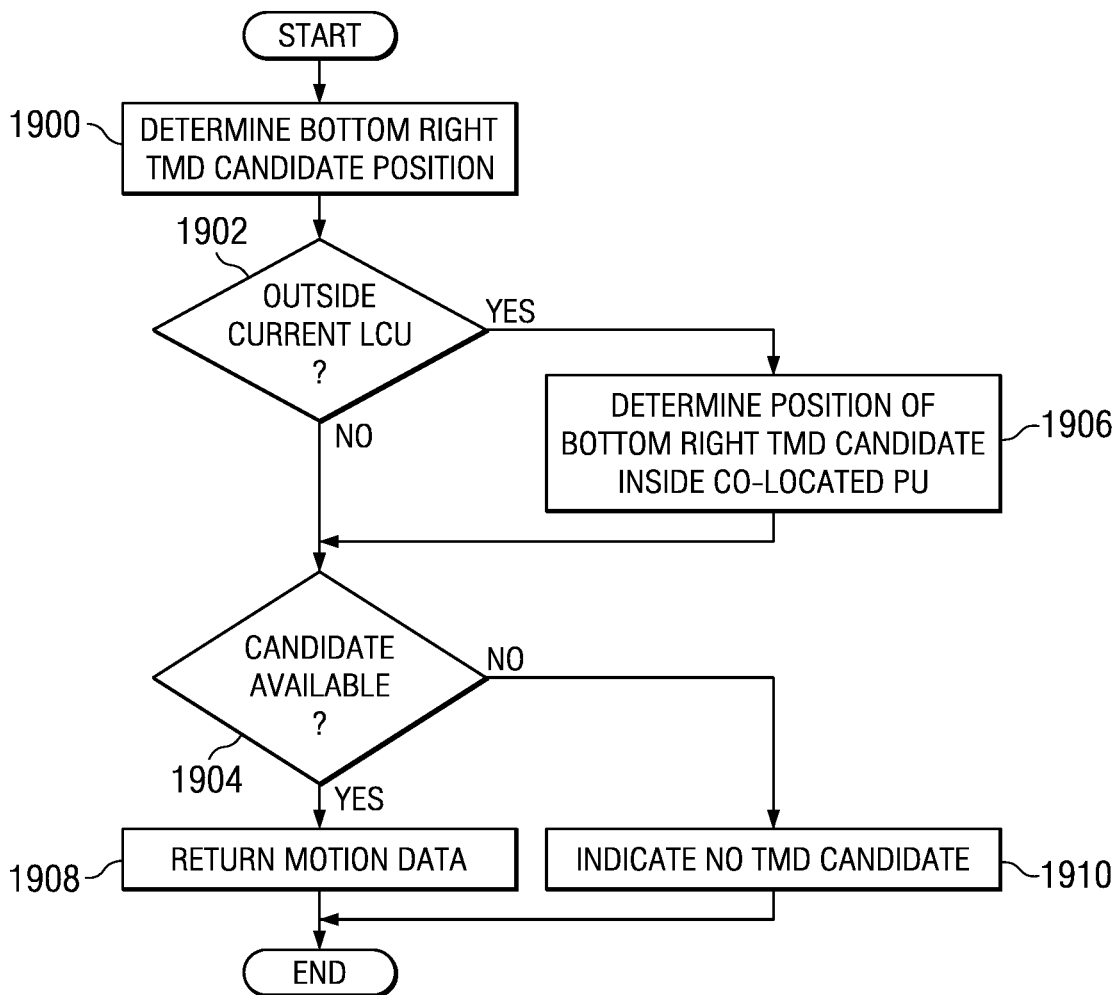 START
1900
DETERMINE BOTTOM RIGHT
TMD CANDIDATE POSITION
1902
OUTSIDE
CURRENT LCU
?
YES
NO
DETERMINE POSITION OF
BOTTOM RIGHT TMD CANDIDATE
INSIDE CO-LOCATED PU
1906
CANDIDATE
AVAILABLE
?
NO
1904
YES
1908
RETURN MOTION DATA
INDICATE NO TMD CANDIDATE
1910
END